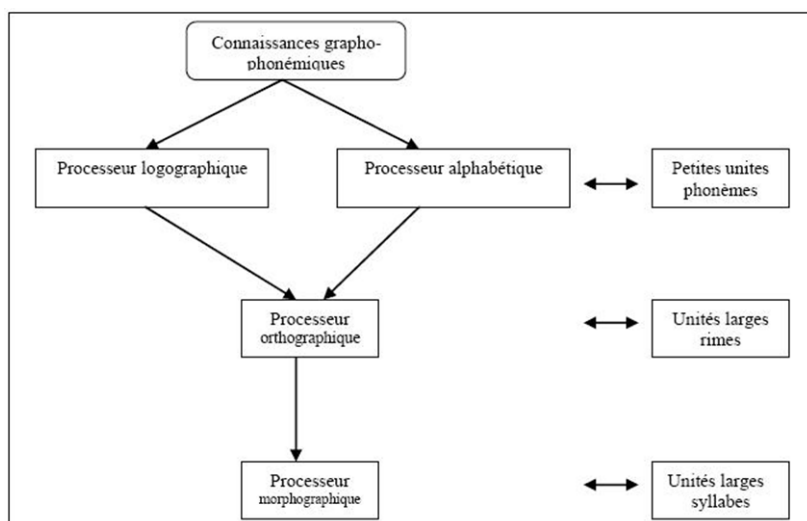 Connaissances grapho-
phonémiques
Processeur logographique
Processeur alphabétique
Petites unites
phonèmes
Processeur
orthographique
Unités larges
rimes
Processeur
morphographique
Unités larges
syllabes